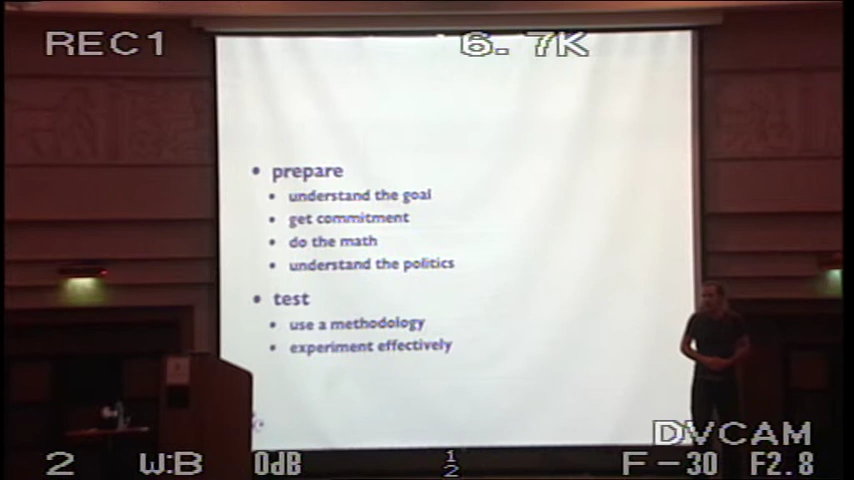 REC1 6.7K
• prepare
• understand the goal
• get commitment
• do the math
• understand the politics
• test
• use a methodology
• experiment effectively
DVCAM
2 W:B 0dB 1/2 F-30 F2.8